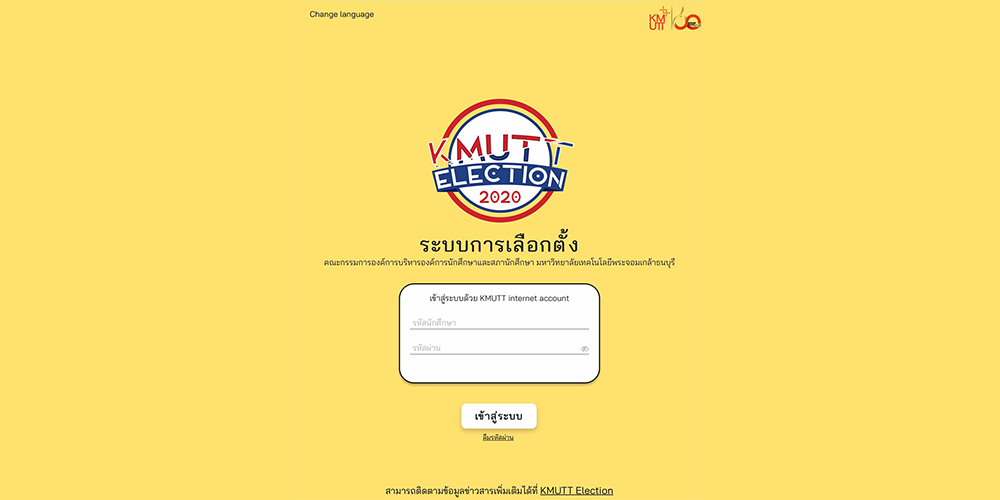 Change language
KMUTT
KMUTT
ELECTION
2020
ระบบการเลือกตั้ง
คณะกรรมการองค์การบริหารองค์การนักศึกษาและสภานักศึกษา มหาวิทยาลัยเทคโนโลยีพระจอมเกล้าธนบุรี
เข้าสู่ระบบด้วย KMUTT internet account
รหัสนักศึกษา
รหัสผ่าน
เข้าสู่ระบบ
ลืมรหัสผ่าน
สามารถติดตามข้อมูลข่าวสารเพิ่มเติมได้ที่ KMUTT Election